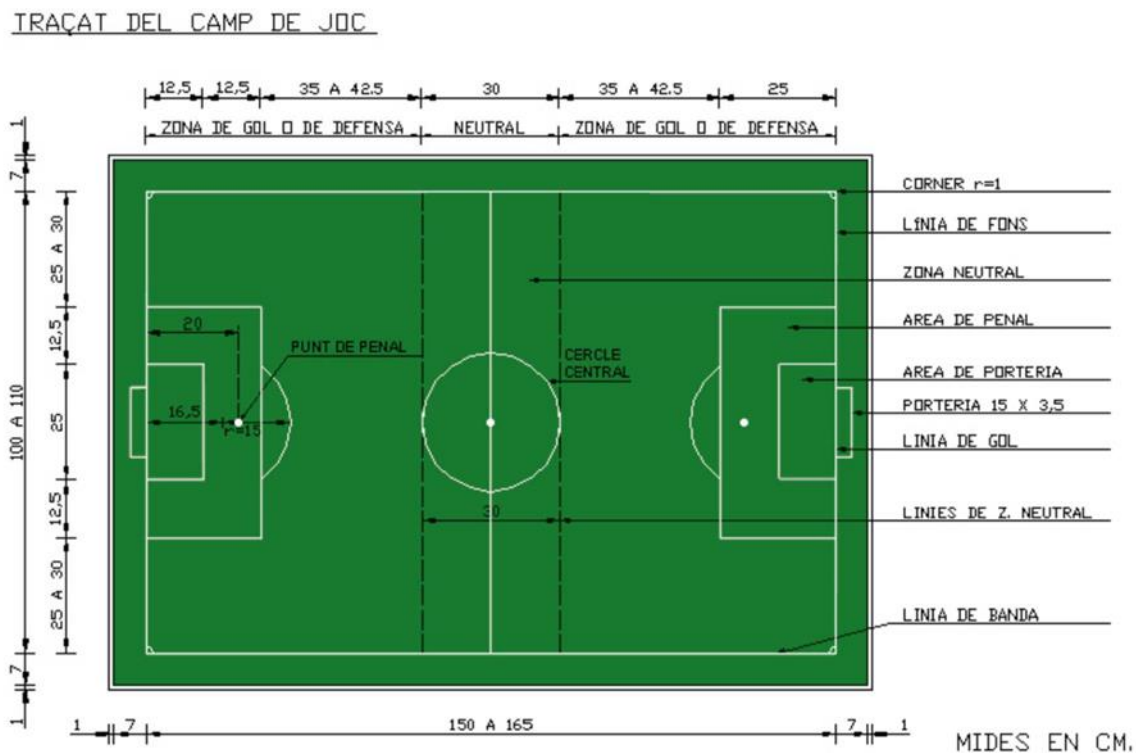 TRAÇAT DEL CAMP DE JOC
12,5 12,5 35 A 42.5 30 35 A 42.5 25
ZONA DE GOL O DE DEFENSA NEUTRAL ZONA DE GOL O DE DEFENSA
1
7
100 A 110
7
1
25 A 30
12,5
25
12,5
25 A 30
20
PUNT DE PENAL
16,5
r=15
CERCLE
CENTRAL
30
CORNER r=1
LíNIA DE FONS
ZONA NEUTRAL
AREA DE PENAL
AREA DE PORTERIA
PORTERIA 15 X 3,5
LINIA DE GOL
LINIES DE Z. NEUTRAL
LINIA DE BANDA
1 7 150 A 165 7 1
MIDES EN CM.